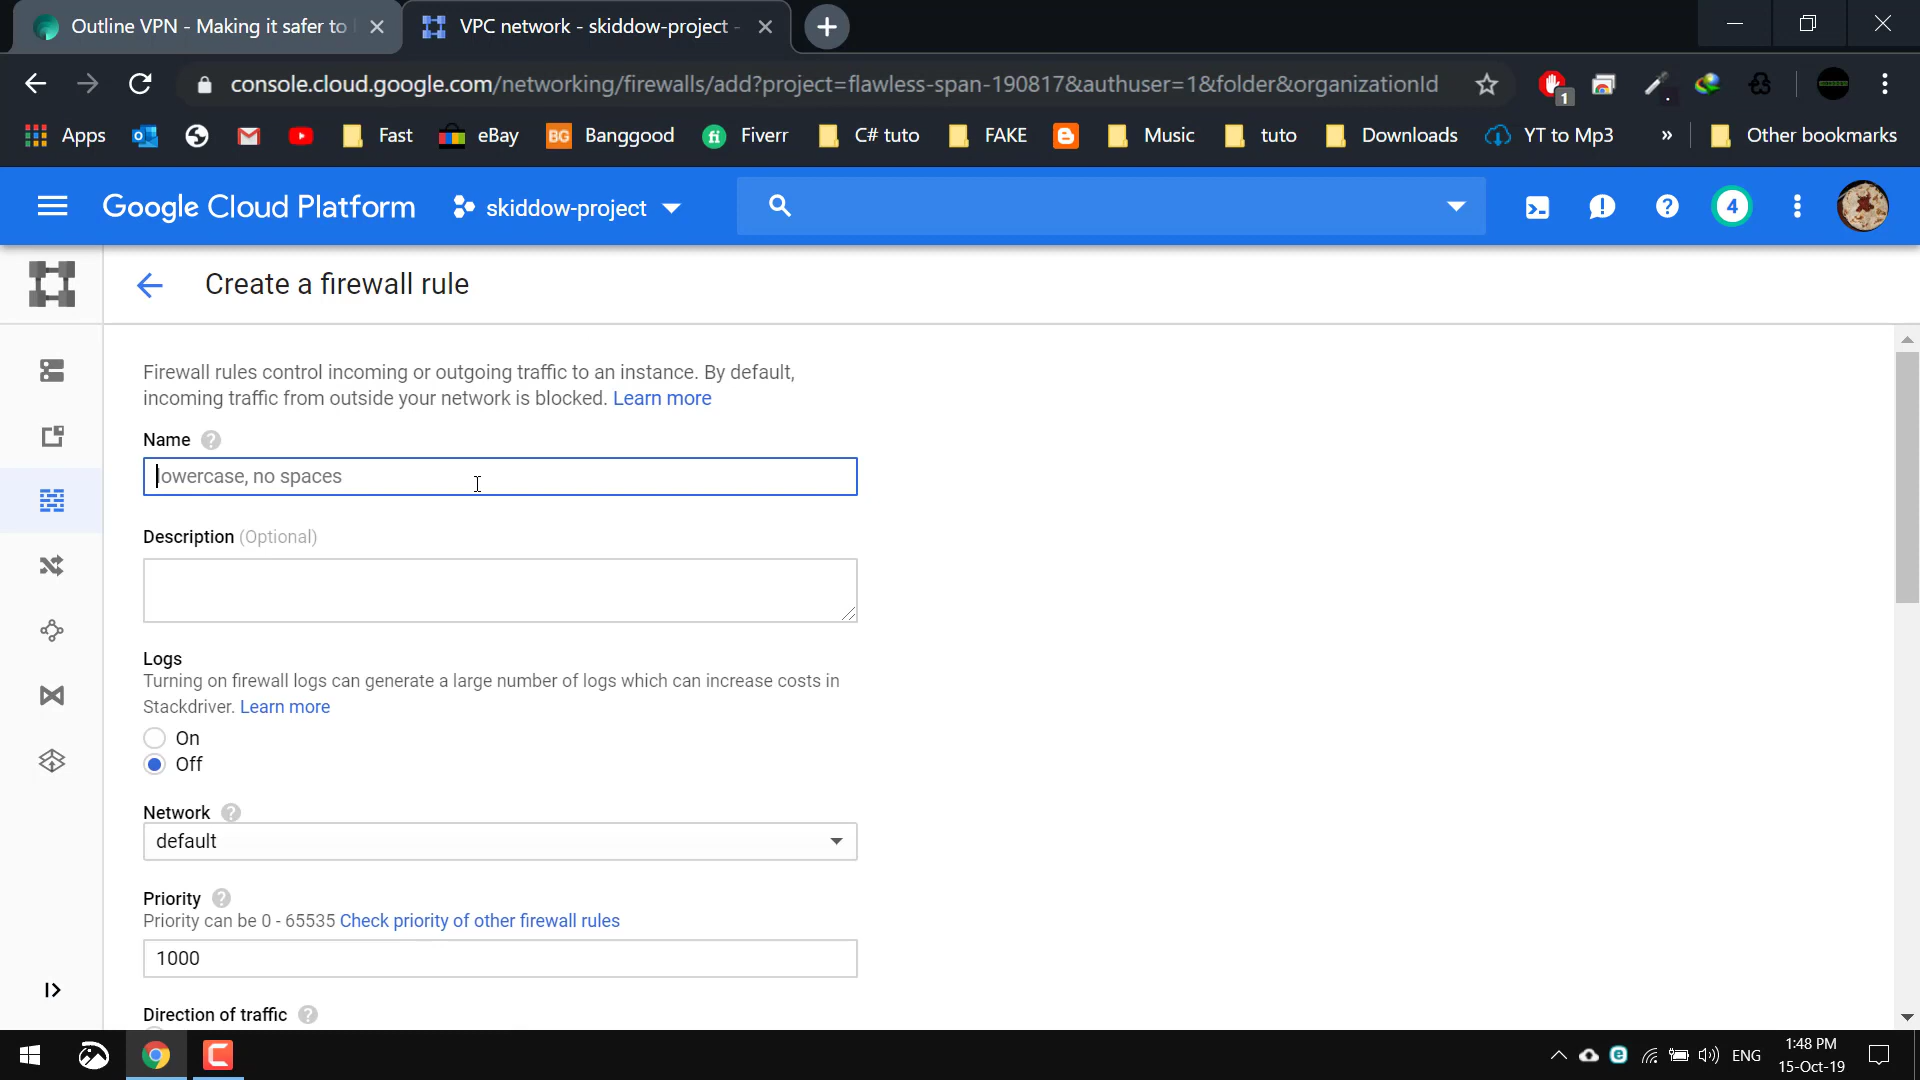 Outline VPN - Making it safer to
VPC network - skiddow-project -
console.cloud.google.com/networking/firewalls/add?project=flawless-span-190817&authuser=1&folder&organizationId
1
Apps
Fast
eBay
BG Banggood
fi Fiverr
C# tuto
FAKE
Music
tuto
Downloads
YT to Mp3
»
Other bookmarks
Google Cloud Platform
skiddow-project
4
Create a firewall rule
Firewall rules control incoming or outgoing traffic to an instance. By default,
incoming traffic from outside your network is blocked. Learn more
Name
lowercase, no spaces
Description (Optional)
Logs
Turning on firewall logs can generate a large number of logs which can increase costs in
Stackdriver. Learn more
On
Off
Network
default
Priority
Priority can be 0 - 65535 Check priority of other firewall rules
1000
Direction of traffic
ENG
1:48 PM
15-Oct-19